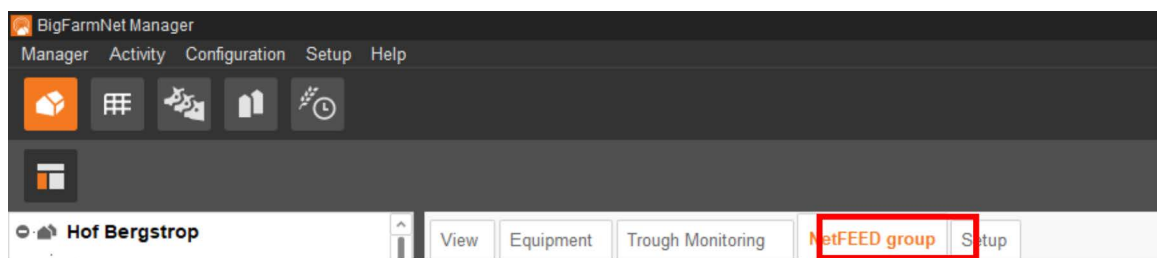 BigFarmNet Manager
Manager Activity Configuration Setup Help
Hof Bergstrop
View Equipment Trough Monitoring NetFEED group Setup